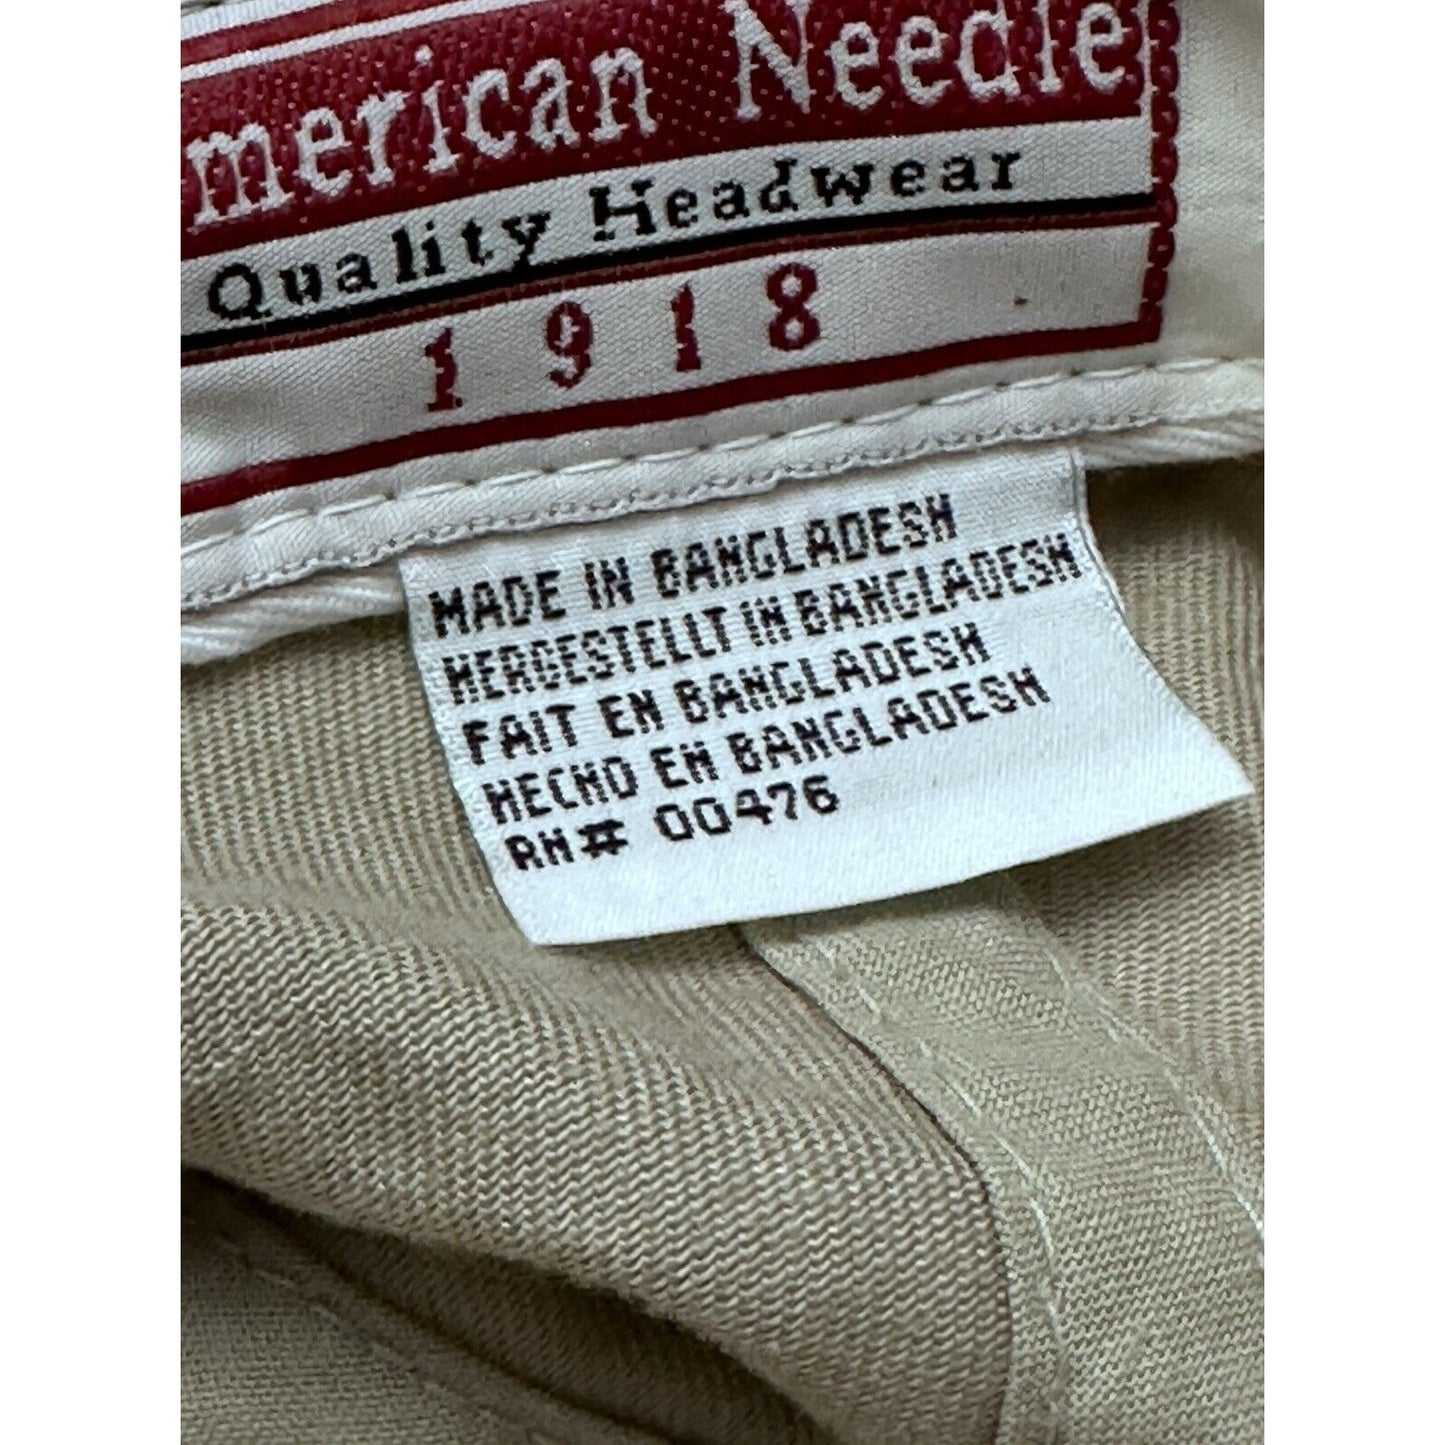 merican Needle
Quality Headwear
1918
MADE IN BANGLADESH
HERGESTELLT IN BANGLADESH
FAIT EN BANGLADESH
HECHO EN BANGLADESH
RN# 00476